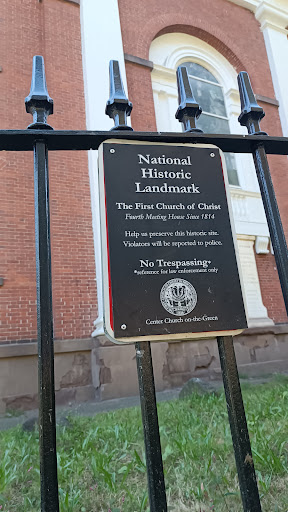 National
Historic
Landmark
The First Church of Christ
Fourth Meeting House Since 1814
Help us preserve this historic site.
Violators will be reported to police.
No Trespassing*
*reference for law enforcement only
Center Church on-the-Green